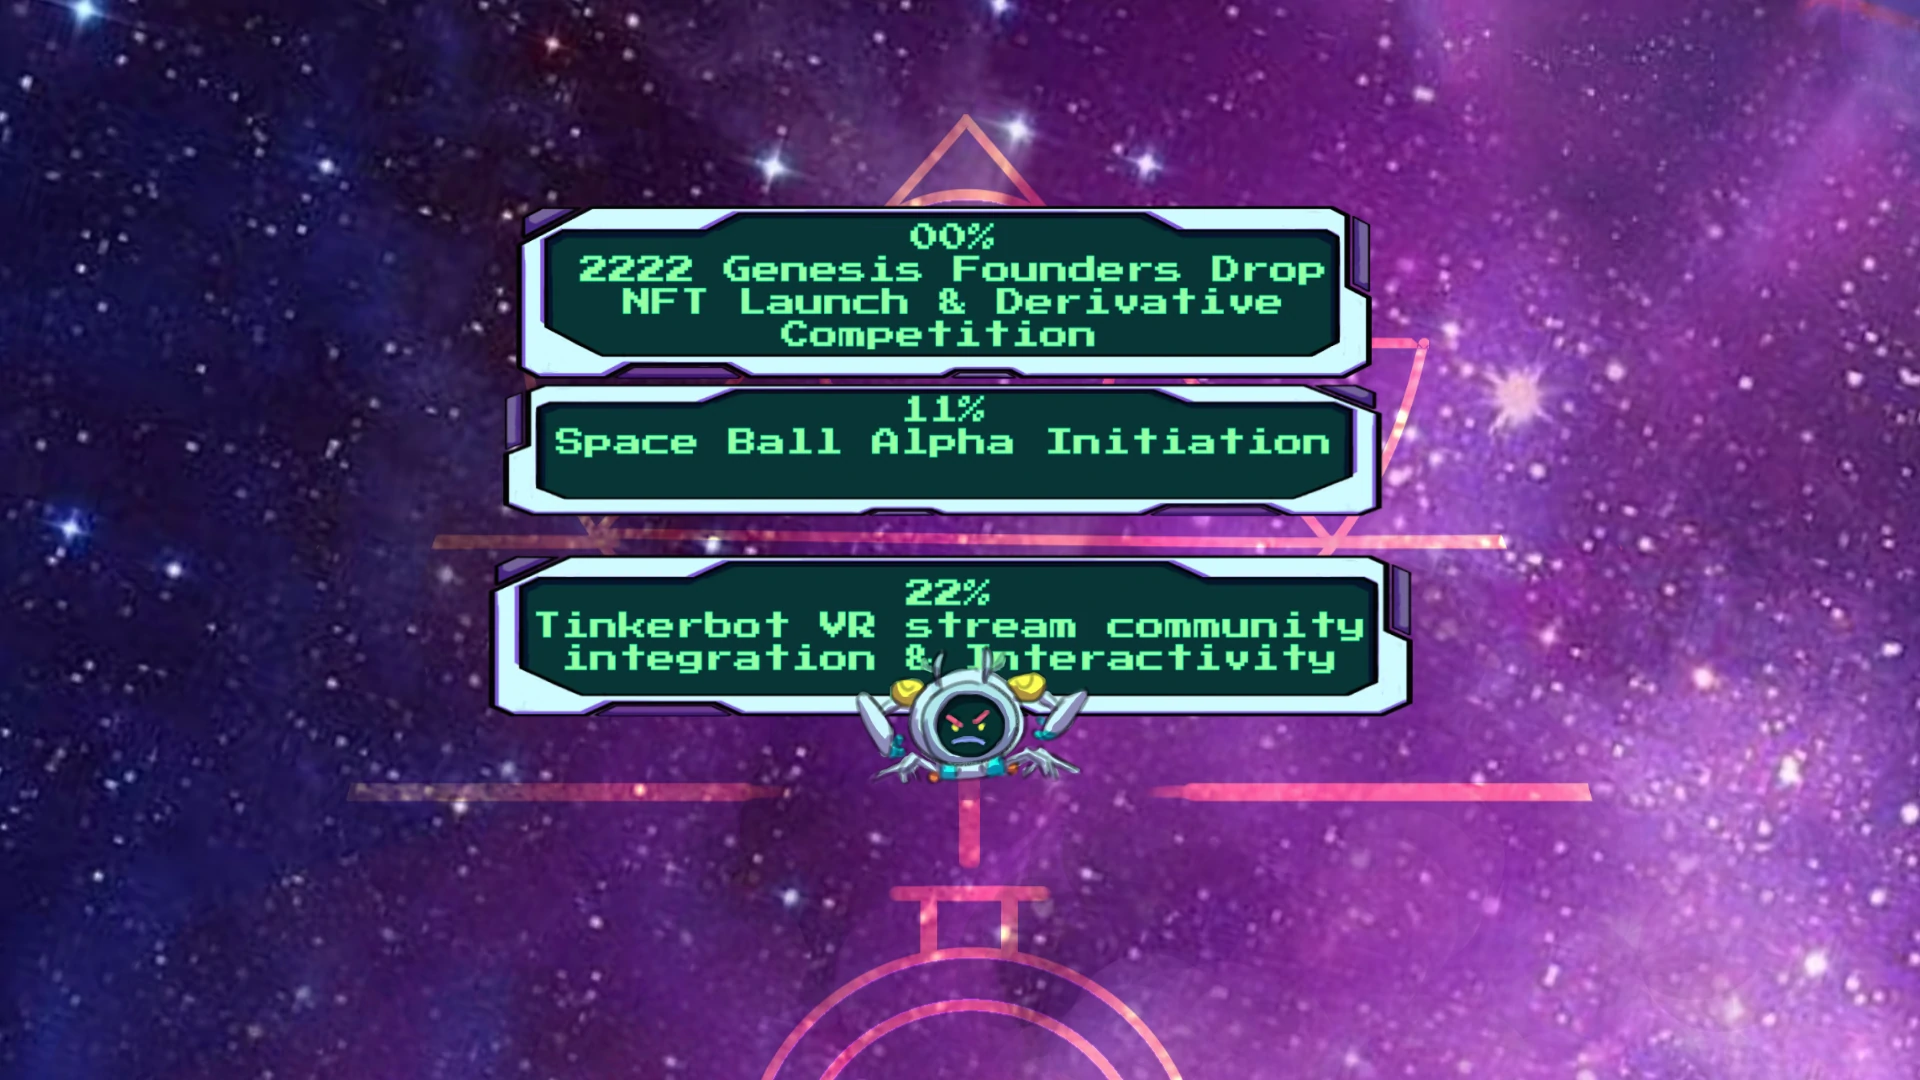 00%
2222 Genesis Founders Drop
NFT Launch & Derivative
Competition
11%
Space Ball Alpha Initiation
22%
Tinkerbot VR stream community
integration & Interactivity